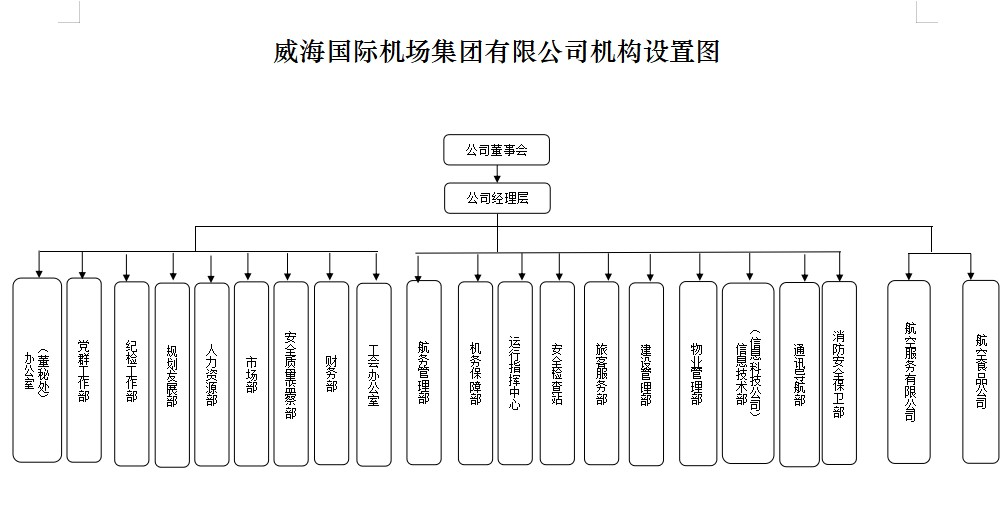 威海国际机场集团有限公司机构设置图
公司董事会
公司经理层
办公室
（董秘处）
党群工作部
纪检工作部
规划发展部
人力资源部
市场部
安全质量监察部
财务部
工会办公室
航务管理部
机务保障部
运行指挥中心
安全检查站
旅客服务部
建设管理部
物业管理部
信息技术部
（信息科技公司）
通讯导航部
消防安全保卫部
航空服务有限公司
航空食品公司